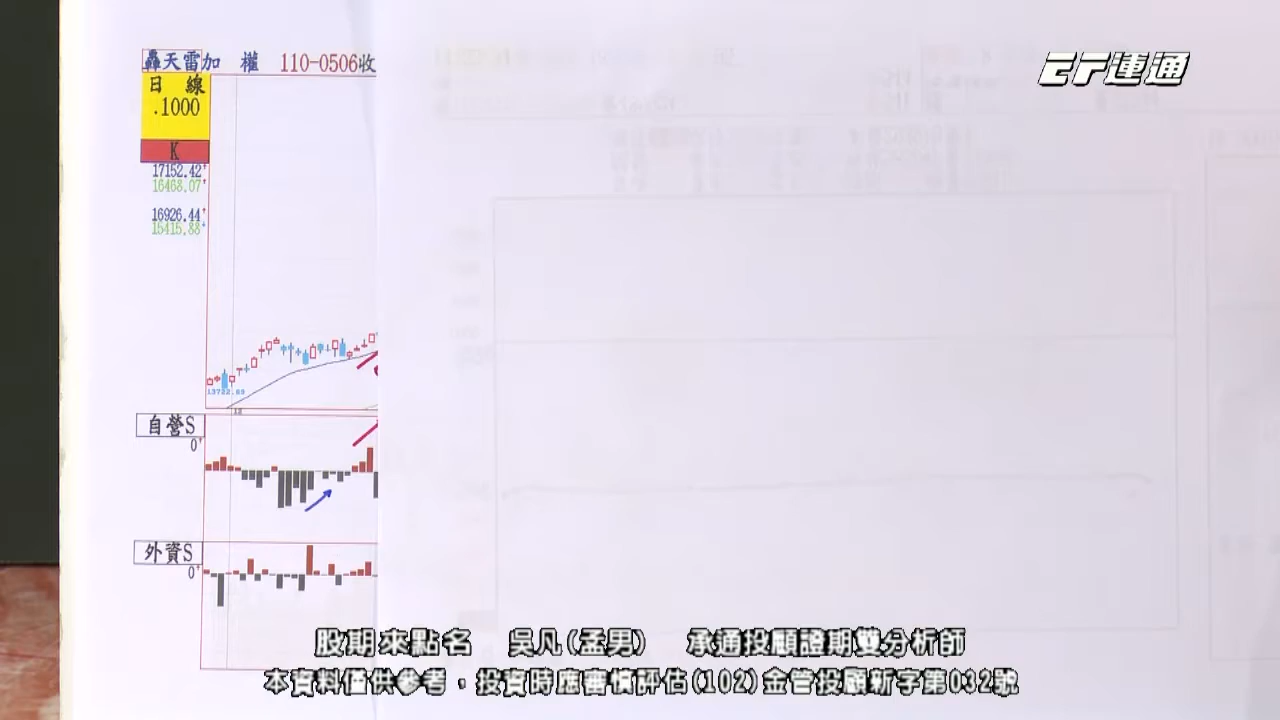 轟天雷加 權 110-0506收
EF連通
日 線
.1000
K
17152.42
16468.07
16926.44
15415.88
13722.89
12
自營S
0
外資S
0
股期來點名 吳凡(孟男) 承通投顧證期雙分析師
本資料僅供參考，投資時應審慎評估(102)金管投顧新字第032號